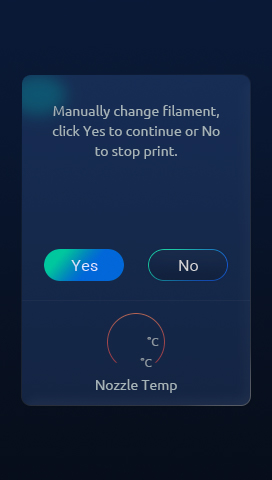 Manually change filament,
click Yes to continue or No
to stop print.
Yes
No
°C
°C
Nozzle Temp